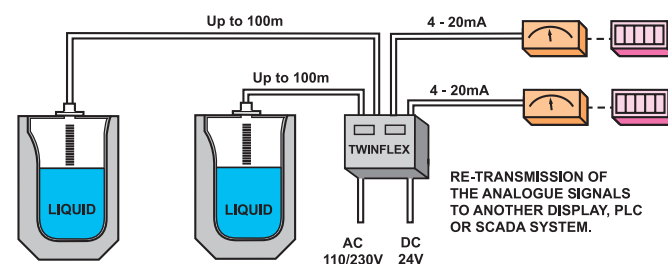 Up to 100m
4 - 20mA
Up to 100m
4 - 20mA
TWINFLEX
LIQUID
LIQUID
RE-TRANSMISSION OF
THE ANALOGUE SIGNALS
TO ANOTHER DISPLAY, PLC
OR SCADA SYSTEM.
AC
110/230V
DC
24V